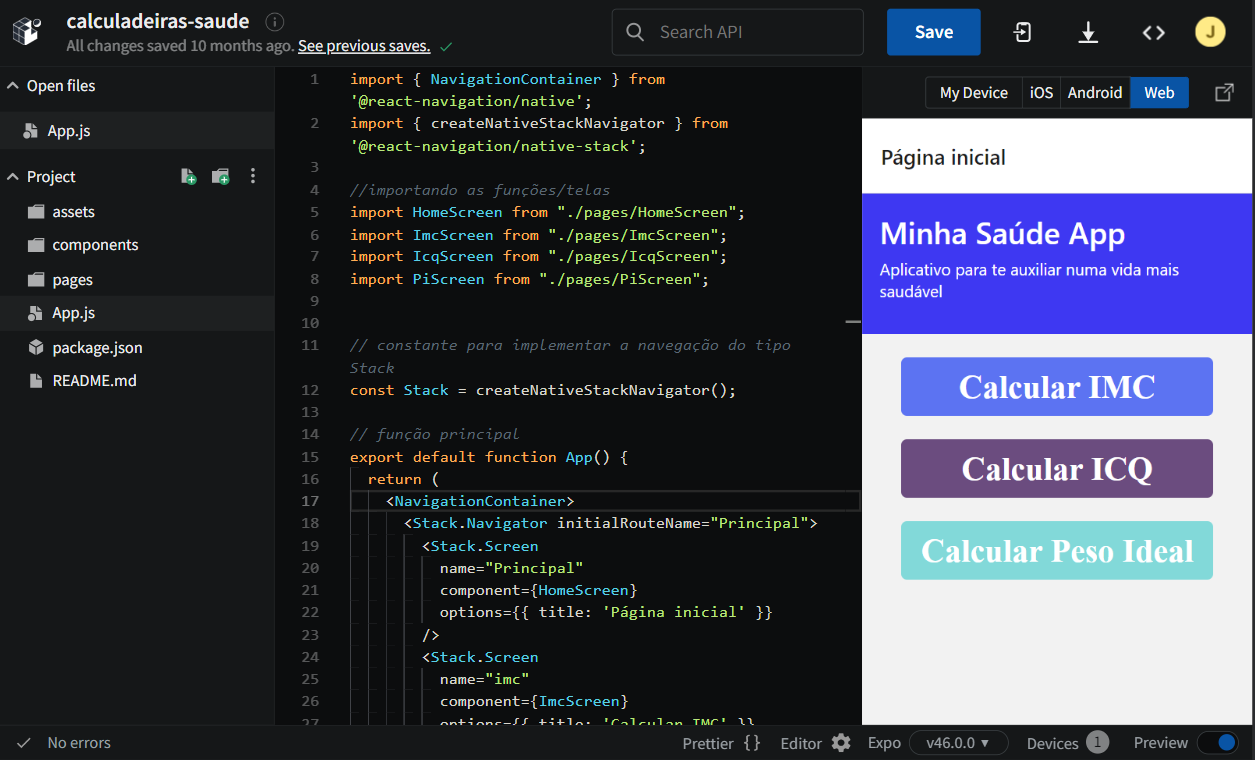 calculadeiras-saude
All changes saved 10 months ago. See previous saves.
Search API
Save
J
Open files
App.js
Project
assets
components
pages
App.js
package.json
README.md
1 import { NavigationContainer } from
'@react-navigation/native';
2 import { createNativeStackNavigator } from
'@react-navigation/native-stack';
3
4 //importando as funções/telas
5 import HomeScreen from "./pages/HomeScreen";
6 import ImcScreen from "./pages/ImcScreen";
7 import IcqScreen from "./pages/IcqScreen";
8 import PiScreen from "./pages/PiScreen";
9
10
11 // constante para implementar a navegação do tipo
Stack
12 const Stack = createNativeStackNavigator();
13
14 // função principal
15 export default function App() {
16 return (
17 <NavigationContainer>
18 <Stack.Navigator initialRouteName="Principal">
19 <Stack.Screen
20 name="Principal"
21 component={HomeScreen}
22 options={{ title: 'Página inicial' }}
23 />
24 <Stack.Screen
25 name="imc"
26 component={ImcScreen}
27 options={{ title: 'Calcular IMC' }}
My Device iOS Android Web
Página inicial
Minha Saúde App
Aplicativo para te auxiliar numa vida mais
saudável
Calcular IMC
Calcular ICQ
Calcular Peso Ideal
No errors
Prettier {} Editor Expo v46.0.0 Devices 1 Preview